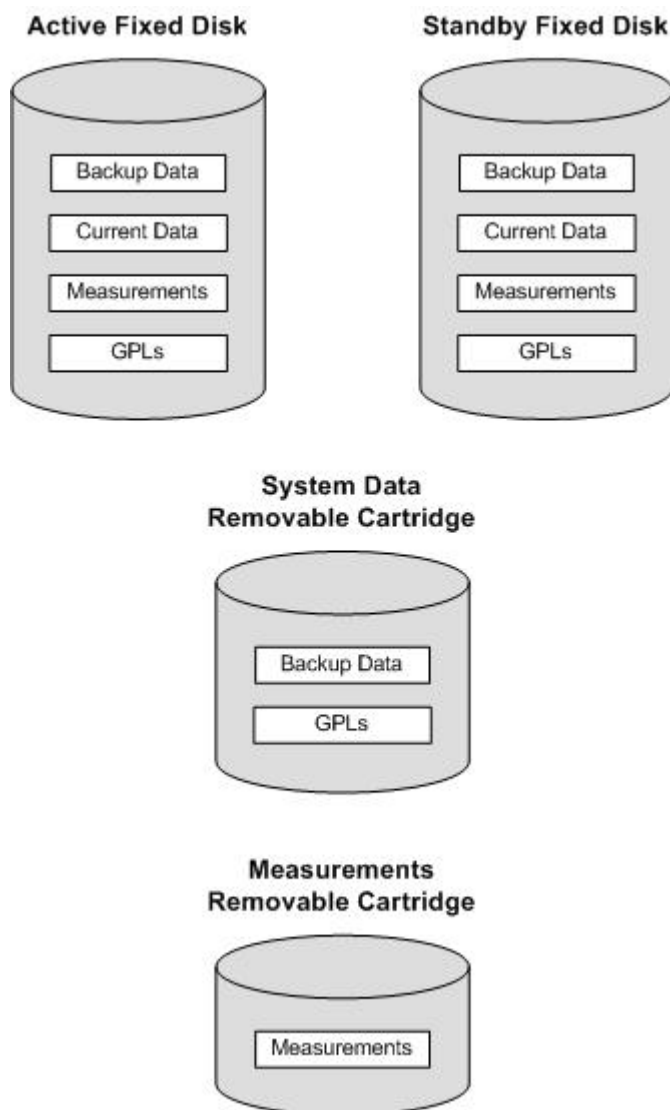 Active Fixed Disk
Standby Fixed Disk
Backup Data
Current Data
Measurements
GPLs
Backup Data
Current Data
Measurements
GPLs
System Data
Removable Cartridge
Backup Data
GPLs
Measurements
Removable Cartridge
Measurements